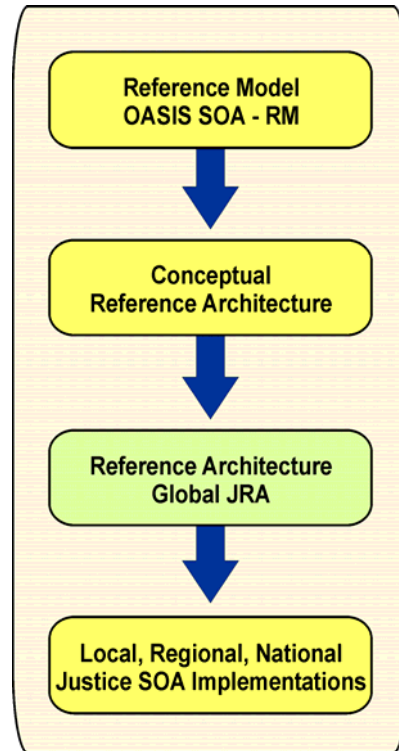 Reference Model
OASIS SOA - RM
Conceptual
Reference Architecture
Reference Architecture
Global JRA
Local, Regional, National
Justice SOA Implementations